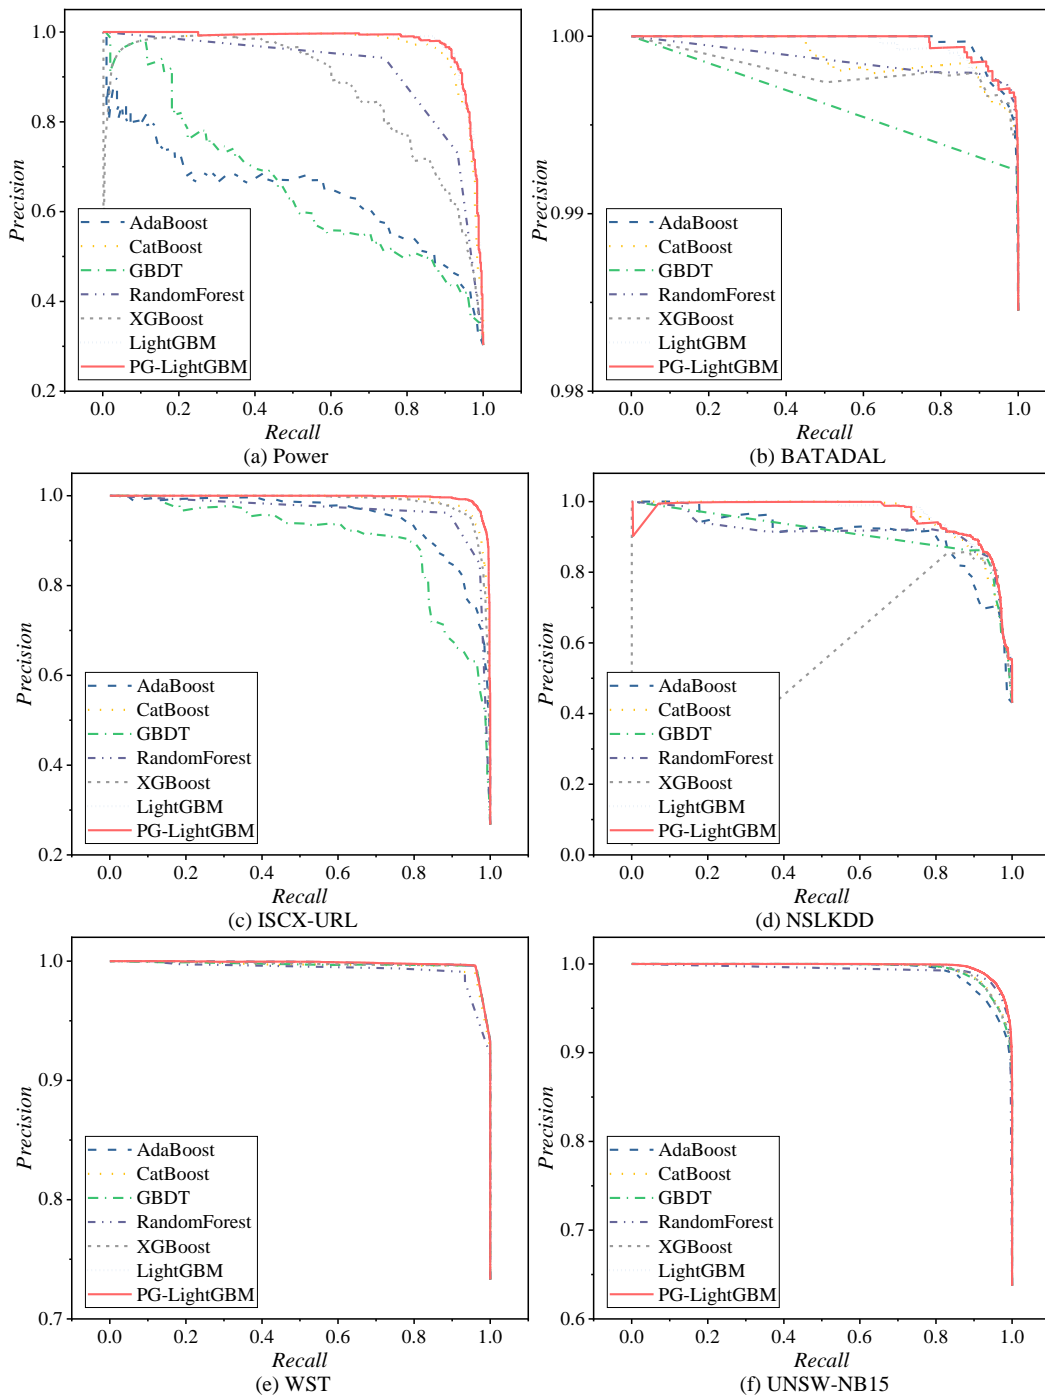 1.0
0.8
0.6
0.4
0.2
Precision
AdaBoost
CatBoost
GBDT
RandomForest
XGBoost
LightGBM
PG-LightGBM
0.0 0.2 0.4 0.6 0.8 1.0
Recall
(a) Power
1.00
0.99
0.98
Precision
AdaBoost
CatBoost
GBDT
RandomForest
XGBoost
LightGBM
PG-LightGBM
0.0 0.2 0.4 0.6 0.8 1.0
Recall
(b) BATADAL
1.0
0.8
0.6
0.4
0.2
Precision
AdaBoost
CatBoost
GBDT
RandomForest
XGBoost
LightGBM
PG-LightGBM
0.0 0.2 0.4 0.6 0.8 1.0
Recall
(c) ISCX-URL
1.0
0.8
0.6
0.4
0.2
0.0
Precision
AdaBoost
CatBoost
GBDT
RandomForest
XGBoost
LightGBM
PG-LightGBM
0.0 0.2 0.4 0.6 0.8 1.0
Recall
(d) NSLKDD
1.0
0.9
0.8
0.7
Precision
AdaBoost
CatBoost
GBDT
RandomForest
XGBoost
LightGBM
PG-LightGBM
0.0 0.2 0.4 0.6 0.8 1.0
Recall
(e) WST
1.0
0.9
0.8
0.7
0.6
Precision
AdaBoost
CatBoost
GBDT
RandomForest
XGBoost
LightGBM
PG-LightGBM
0.0 0.2 0.4 0.6 0.8 1.0
Recall
(f) UNSW-NB15